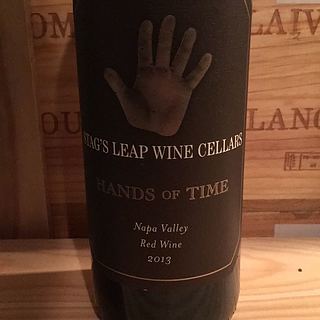 STAG'S LEAP WINE CELLARS
HANDS OF TIME
Napa Valley
Red Wine
2013